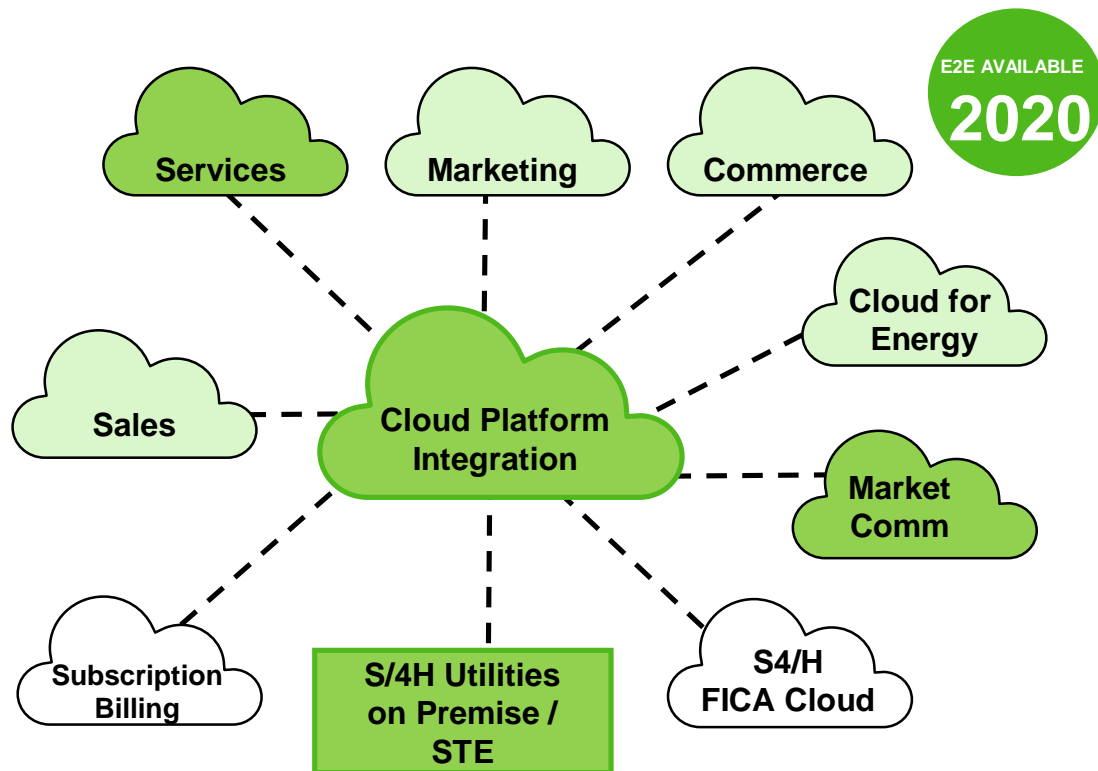 E2E AVAILABLE
2020
Services
Marketing
Commerce
Cloud for
Energy
Sales
Cloud Platform
Integration
Market
Comm
Subscription
Billing
S/4H Utilities
on Premise /
STE
S4/H
FICA Cloud